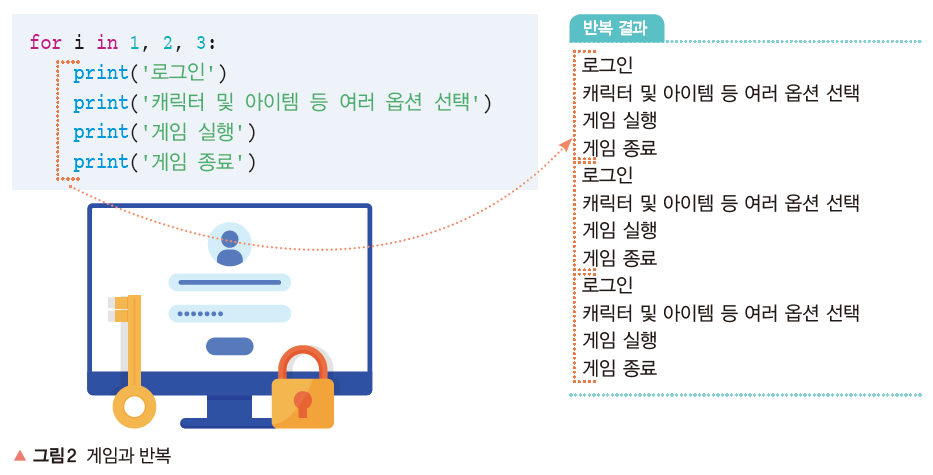 for i in 1, 2, 3:
print('로그인')
print('캐릭터 및 아이템 등 여러 옵션 선택')
print('게임 실행')
print('게임 종료')
반복 결과
로그인
캐릭터 및 아이템 등 여러 옵션 선택
게임 실행
게임 종료
로그인
캐릭터 및 아이템 등 여러 옵션 선택
게임 실행
게임 종료
로그인
캐릭터 및 아이템 등 여러 옵션 선택
게임 실행
게임 종료
▲ 그림2 게임과 반복